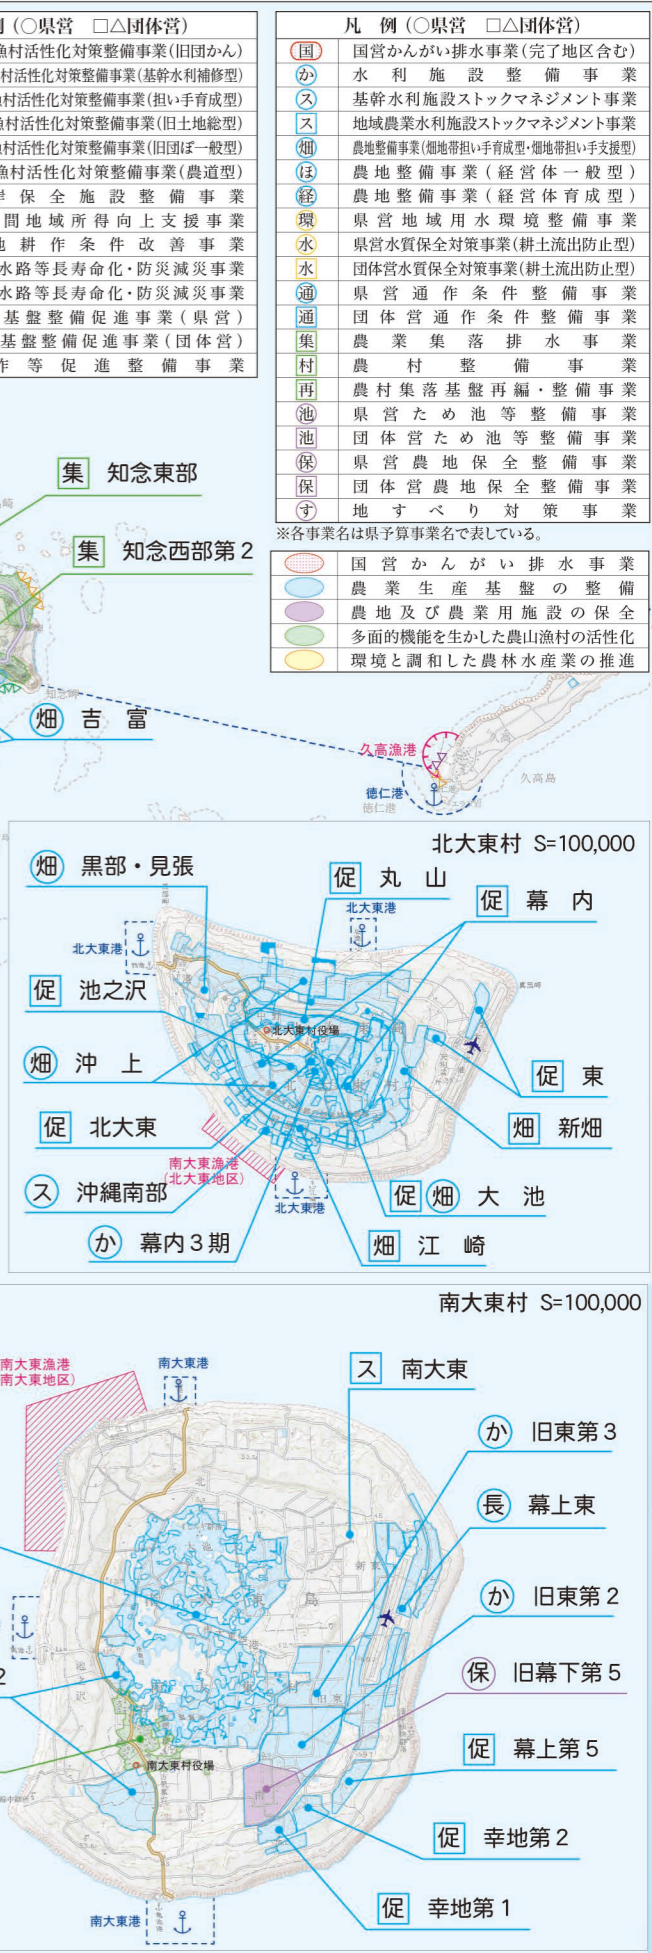 例（○県営　□△団体営）
漁村活性化対策整備事業（旧団かん）
村活性化対策整備事業（基幹水利補修型）
村活性化対策整備事業（担い手育成型）
村活性化対策整備事業（旧土地総型）
村活性化対策整備事業（旧団ぼ一般型）
漁村活性化対策整備事業（農道型）
岸保全施設整備事業
間地域所得向上支援事業
地耕作条件改善事業
水路等長寿命化・防災減災事業
水路等長寿命化・防災減災事業
基盤整備促進事業（県営）
基盤整備促進事業（団体営）
作等促進整備事業
凡　例（○県営　□△団体営）
国 国営かんがい排水事業（完了地区含む）
か 水利施設整備事業
ス 基幹水利施設ストックマネジメント事業
ス 地域農業水利施設ストックマネジメント事業
畑 農地整備事業（畑地帯担い手育成型・畑地帯担い手支援型）
ほ 農地整備事業（経営体一般型）
経 農地整備事業（経営体育成型）
環 県営地域用水環境整備事業
水 県営水質保全対策事業（耕土流出防止型）
水 団体営水質保全対策事業（耕土流出防止型）
通 県営通作条件整備事業
通 団体営通作条件整備事業
集 農業集落排水事業
村 農村整備事業
再 農村集落基盤再編・整備事業
池 県営ため池等整備事業
池 団体営ため池等整備事業
保 県営農地保全整備事業
保 団体営農地保全整備事業
す 地すべり対策事業
※各事業名は県予算事業名で表している。
国営かんがい排水事業
農業生産基盤の整備
農地及び農業用施設の保全
多面的機能を生かした農山漁村の活性化
環境と調和した農林水産業の推進
集 知念東部
集 知念西部第2
知念岬
畑 吉富
久高漁港
久高
久高島
徳仁港
徳仁港
北大東村 S=100,000
畑 黒部・見張
促 丸山
北大東港
促 幕内
北大東港
真黒崎
促 池之沢
北大東村役場
畑 沖上
促 東
促 北大東
畑 新畑
南大東漁港
（北大東地区）
ス 沖縄南部
北大東港
促 畑 大池
か 幕内3期
畑 江崎
南大東村 S=100,000
南大東漁港
南大東地区）
南大東港
ス 南大東
か 旧東第3
長 幕上東
新東
か 旧東第2
島
2
保 旧幕下第5
旧東
村
池之沢
促 幕上第5
南大東村役場
促 幸地第2
促 幸地第1
南大東港